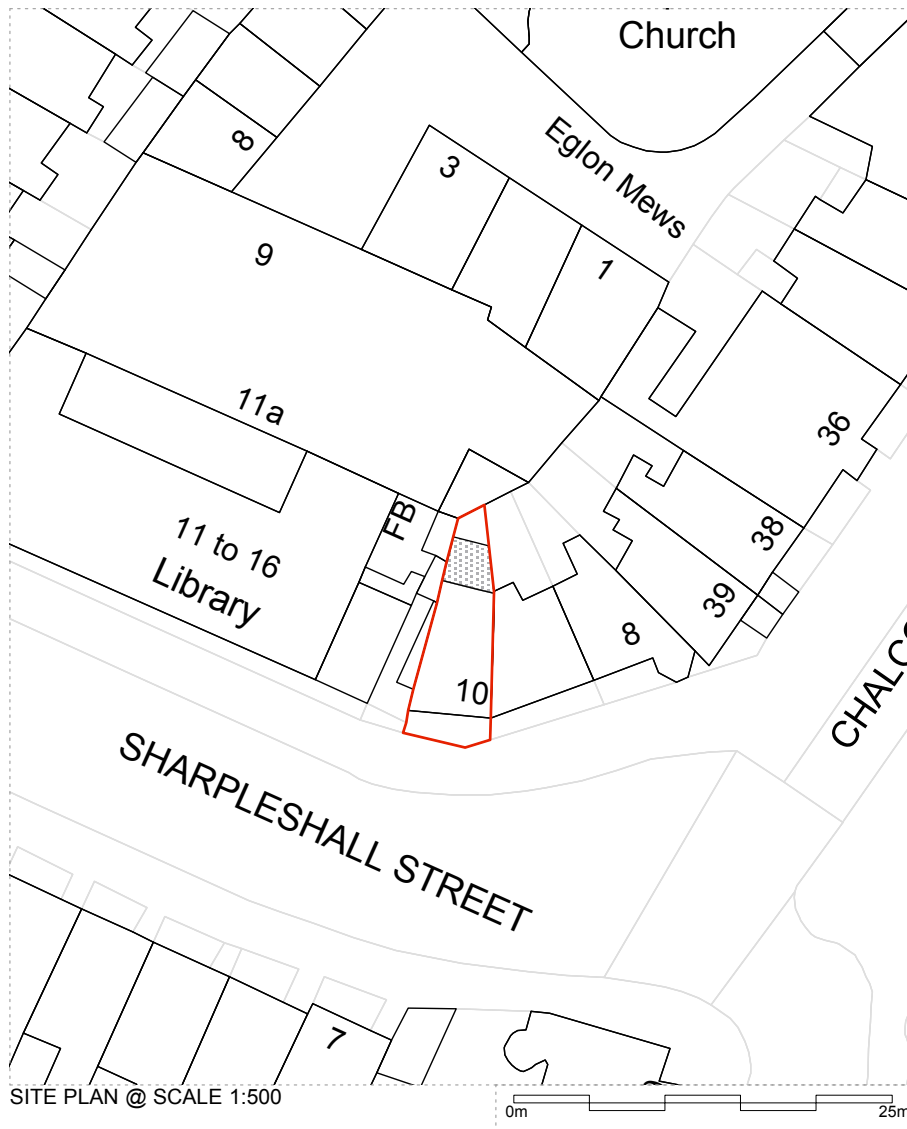 Church
Eglon Mews
8
3
9
1
11a
36
FB
11 to 16
Library
38
39
8
10
CHALC
SHARPLESHALL STREET
7
SITE PLAN @ SCALE 1:500
0m
25m